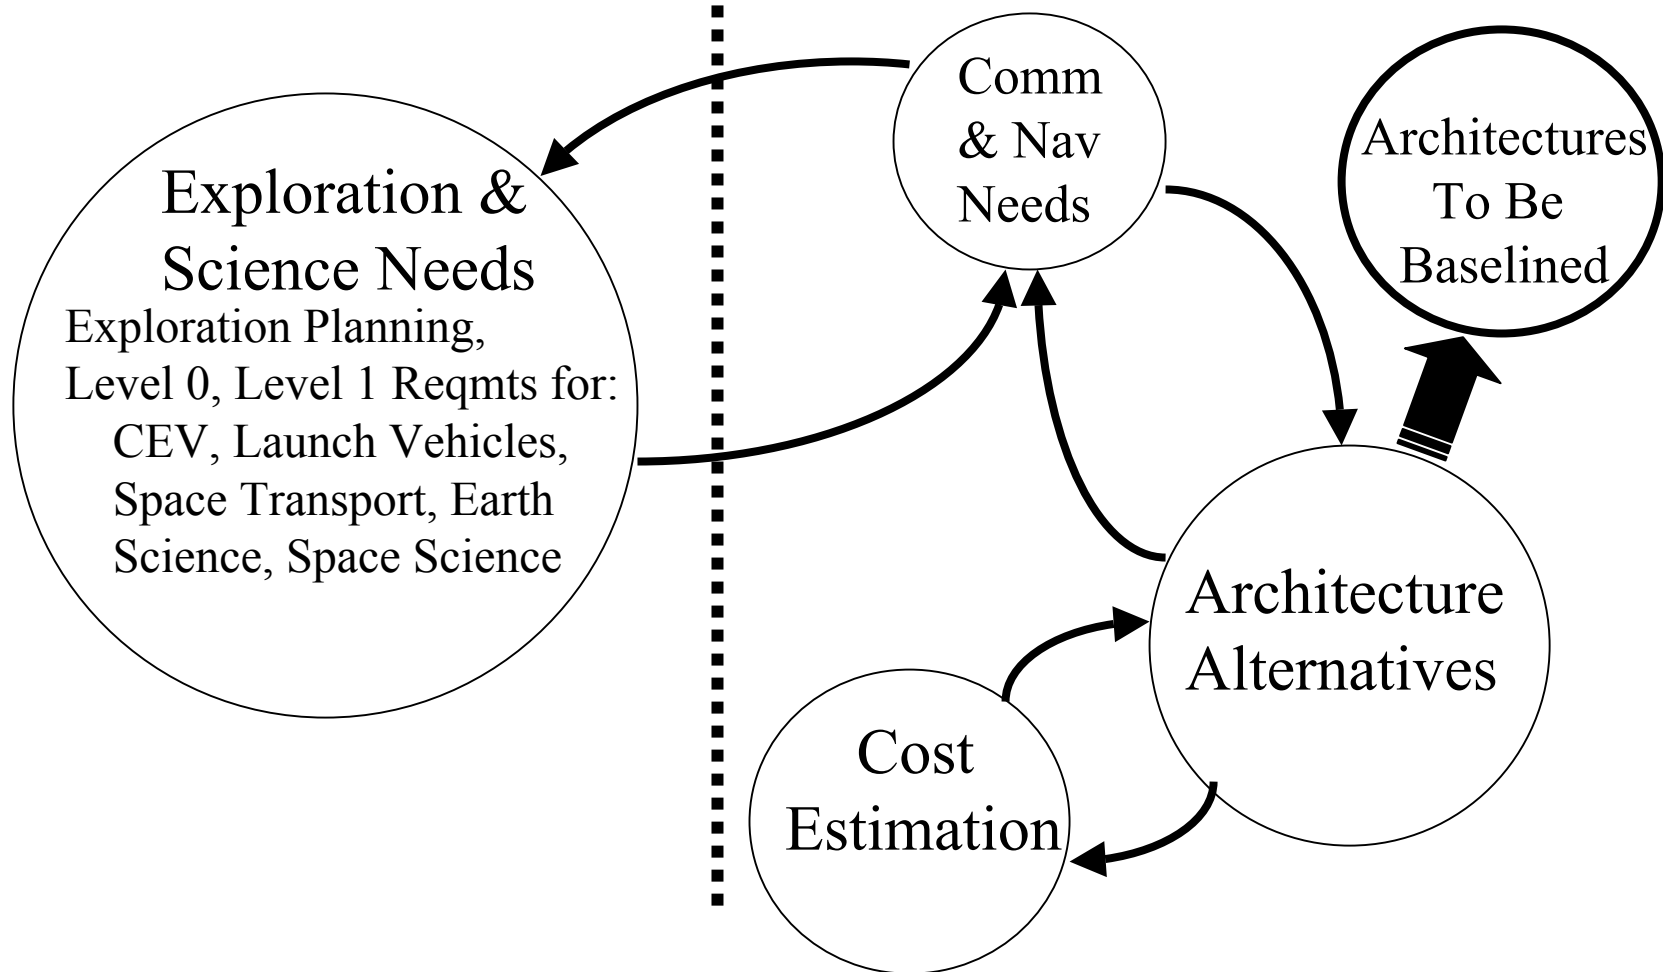 Exploration &
Science Needs
Exploration Planning,
Level 0, Level 1 Reqmts for:
CEV, Launch Vehicles,
Space Transport, Earth
Science, Space Science
Comm
& Nav
Needs
Architectures
To Be
Baselined
Architecture
Alternatives
Cost
Estimation